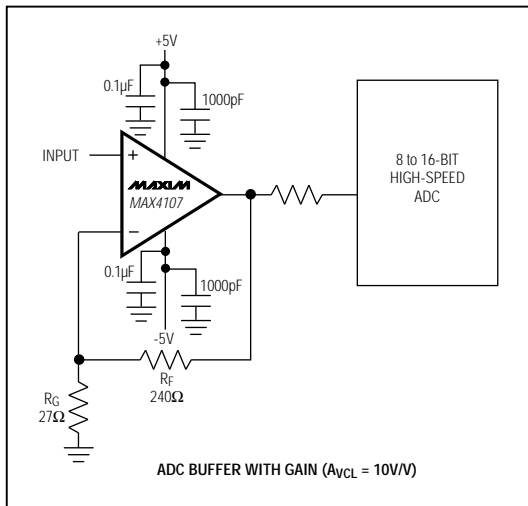 +5V
0.1µF
1000pF
INPUT
+
MAXIM
MAX4107
−
8 to 16-BIT
HIGH-SPEED
ADC
0.1µF
1000pF
-5V
RF
240Ω
RG
27Ω
ADC BUFFER WITH GAIN (AVCL = 10V/V)